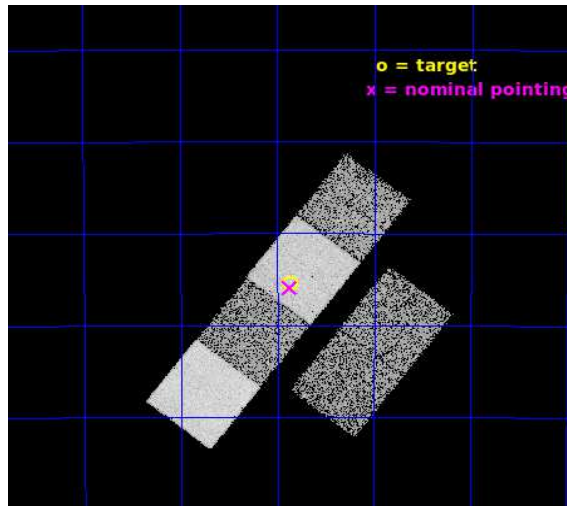 o = target
x = nominal pointing